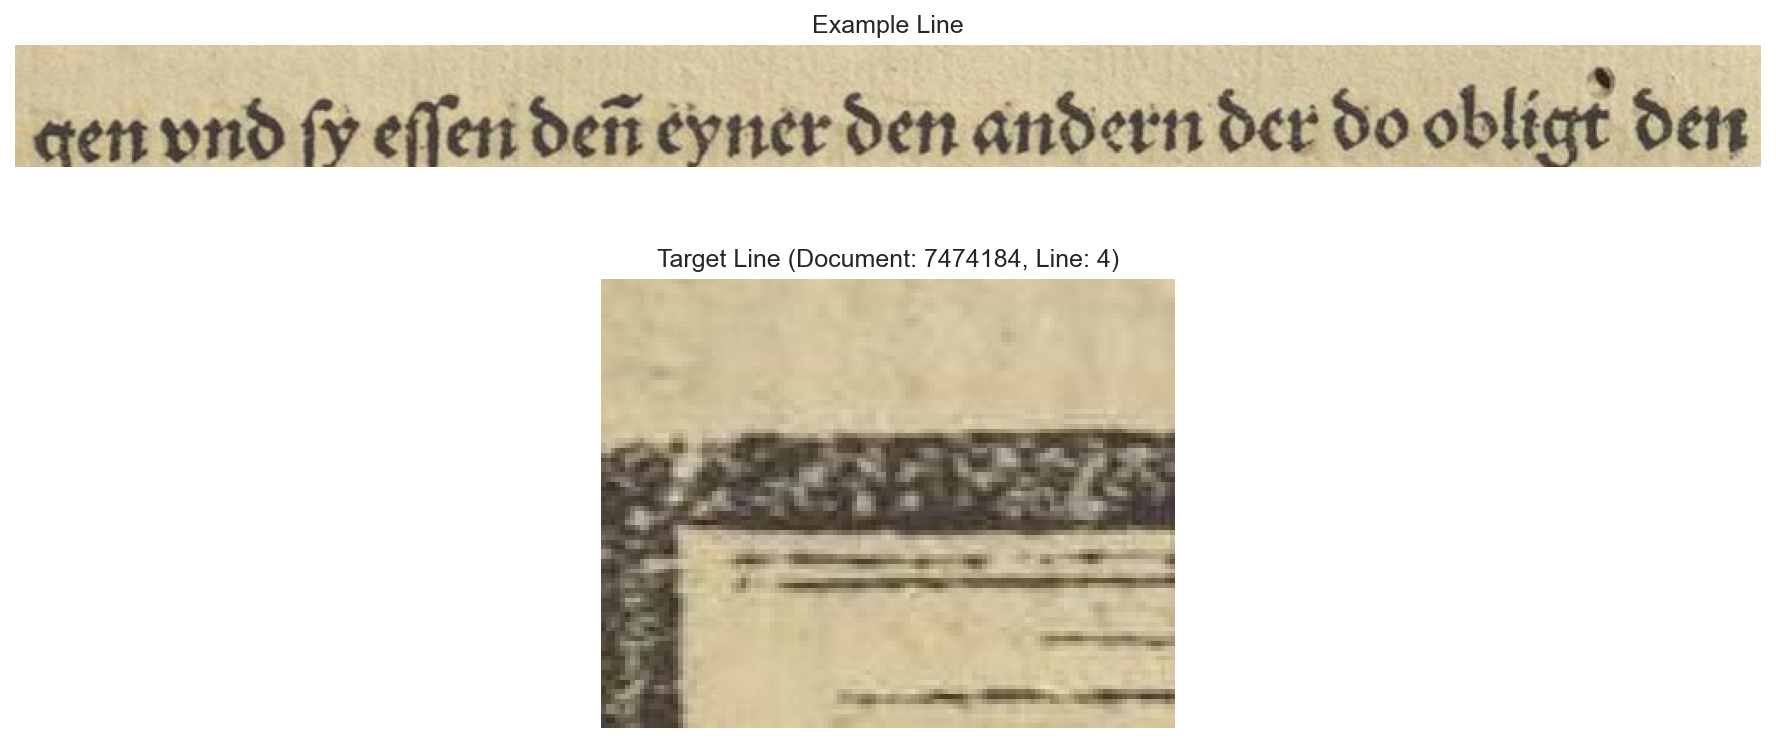 Example Line
gen vnd ſy eſſen deñ eyner den andern der do obligt den
Target Line (Document: 7474184, Line: 4)